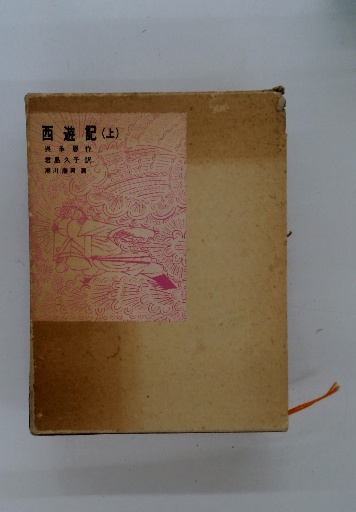 西遊記(上)
呉承恩作
君島久子訳
瀬川康男画